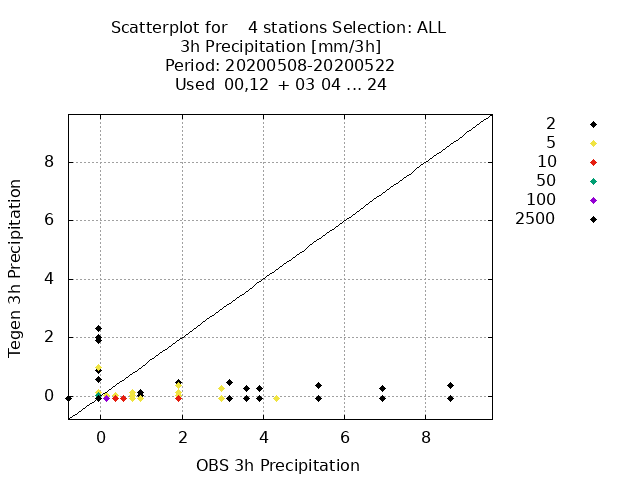 Scatterplot for 4 stations Selection: ALL
3h Precipitation [mm/3h]
Period: 20200508-20200522
Used 00,12 + 03 04 ... 24
2
5
10
50
100
2500
Tegen 3h Precipitation
8
6
4
2
0
0 2 4 6 8
OBS 3h Precipitation